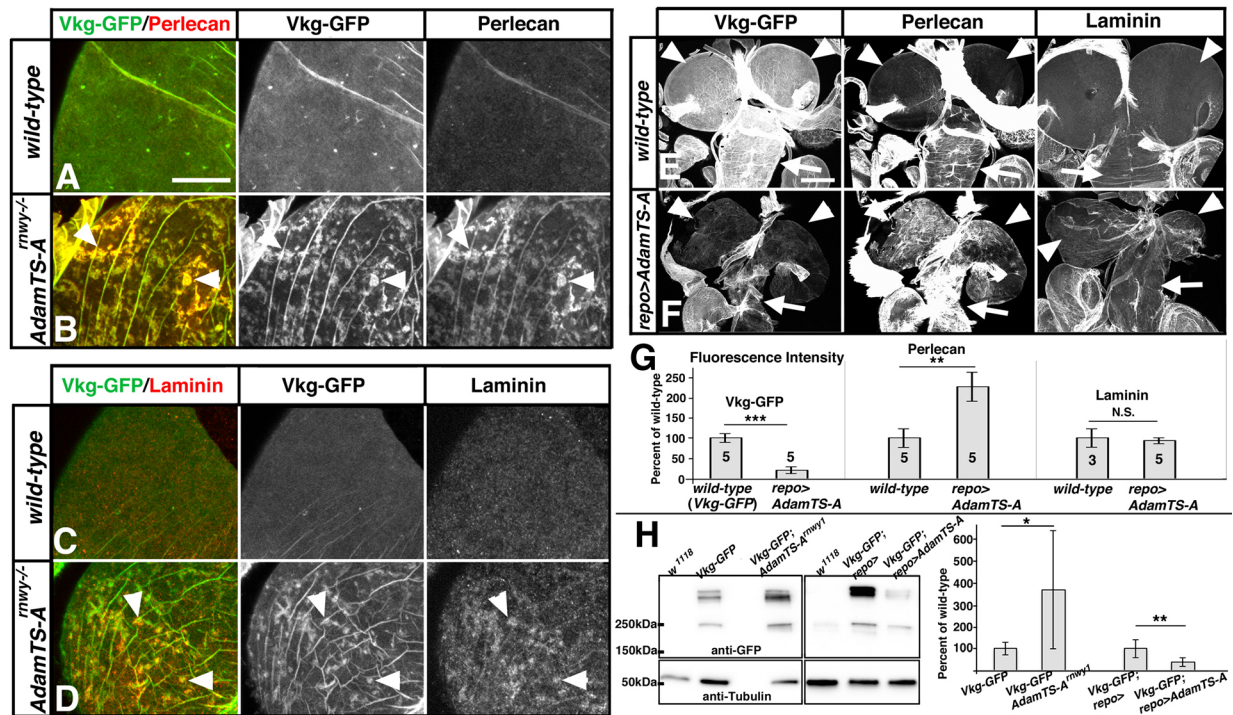 Vkg-GFP/Perlecan Vkg-GFP Perlecan
wild-type
A
AdamTS-A rnwy-/-
B
Vkg-GFP/Laminin Vkg-GFP Laminin
wild-type
C
AdamTS-A rnwy-/-
D
Vkg-GFP Perlecan Laminin
wild-type
E
repo>AdamTS-A
F
G
Fluorescence Intensity
Percent of wild-type
250
200
150
100
50
0
Vkg-GFP
***
5 5
wild-type (Vkg-GFP)
repo> AdamTS-A
Perlecan
**
5 5
wild-type
repo> AdamTS-A
Laminin
N.S.
3 5
wild-type
repo> AdamTS-A
H
w1118
Vkg-GFP
Vkg-GFP; AdamTS-A rnwy1
w1118
Vkg-GFP; repo>
Vkg-GFP; repo>AdamTS-A
250kDa
150kDa
anti-GFP
50kDa
anti-Tubulin
Percent of wild-type
600
400
300
200
100
*
**
Vkg-GFP
Vkg-GFP AdamTS-A rnwy1
Vkg-GFP; repo>
Vkg-GFP; repo>AdamTS-A